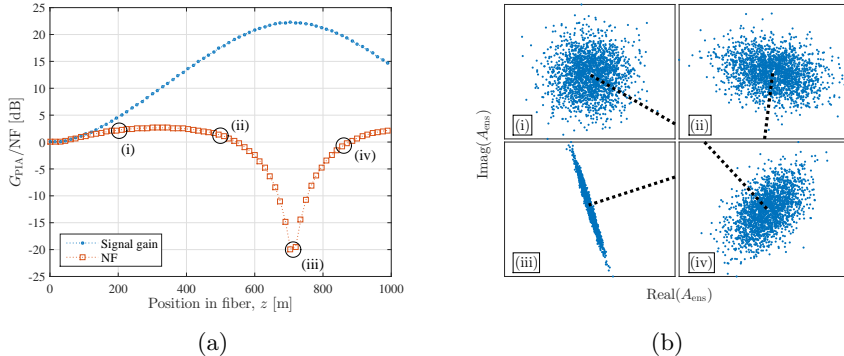 25
20
15
10
5
0
-5
-10
-15
-20
-25
G_PIA/NF [dB]
(i)
(ii)
(iii)
(iv)
Signal gain
NF
0 200 400 600 800 1000
Position in fiber, z [m]
(a)
Imag(A_ens)
(i)
(ii)
(iii)
(iv)
Real(A_ens)
(b)